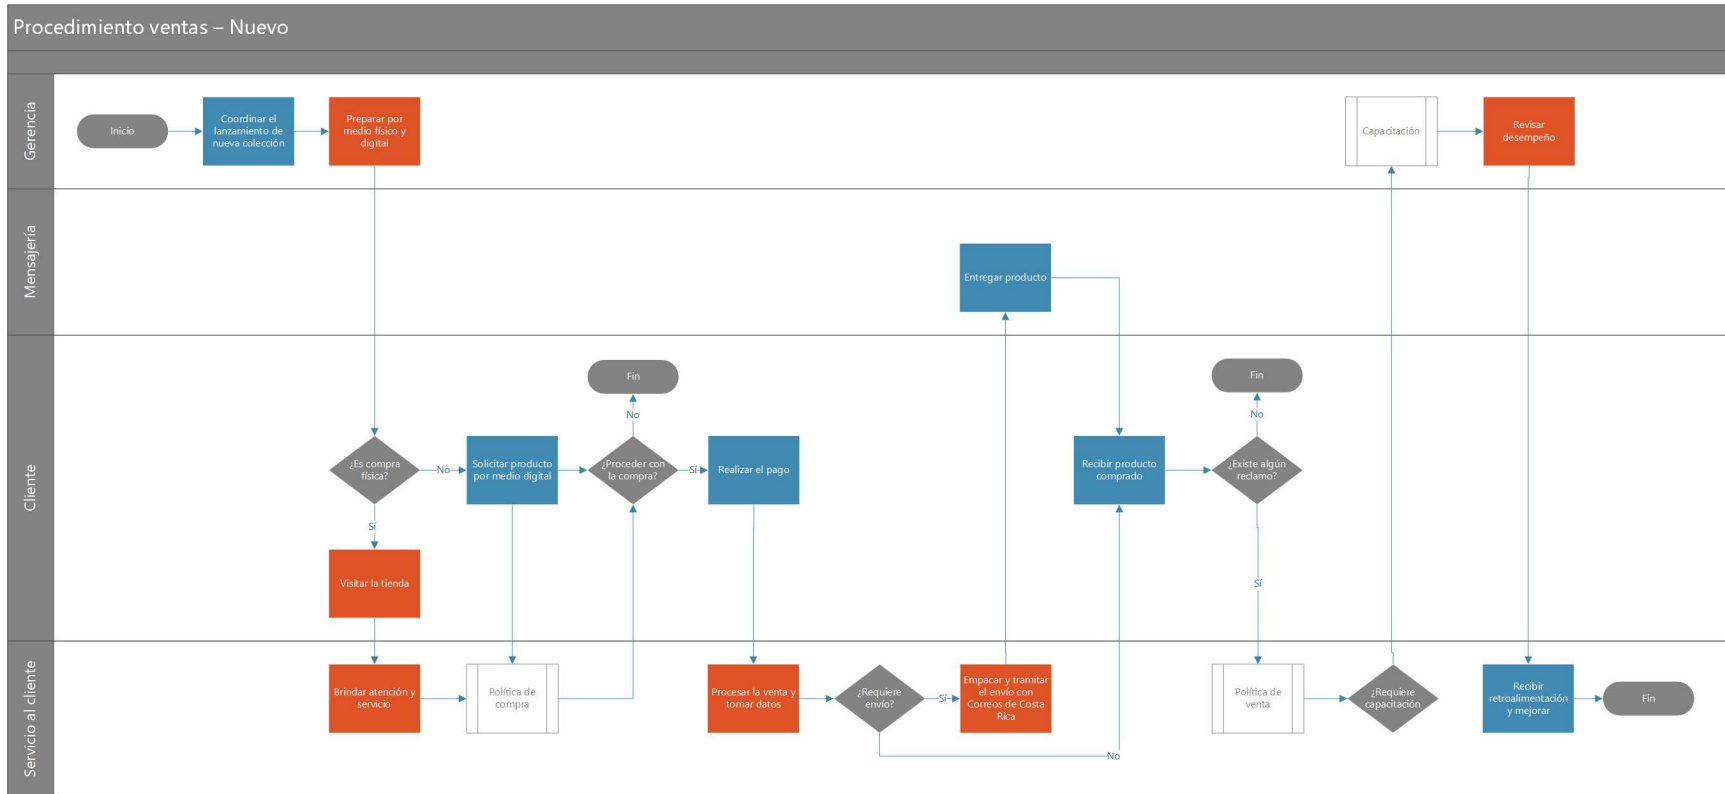 Procedimiento ventas – Nuevo
Gerencia
Inicio
Coordinar el
lanzamiento de
nueva colección
Preparar por
medio físico y
digital
Capacitación
Revisar
desempeño
Mensajería
Entregar producto
Cliente
Fin
No
¿Es compra
física?
No
Solicitar producto
por medio digital
¿Proceder con
la compra?
Sí
Realizar el pago
Sí
Visitar la tienda
Recibir producto
comprado
Fin
No
¿Existe algún
reclamo?
Sí
Servicio al cliente
Brindar atención y
servicio
Política de
compra
Procesar la venta y
tomar datos
¿Requiere
envío?
Sí
Empacar y tramitar
el envío con
Correos de Costa
Rica
No
Política de
venta
¿Requiere
capacitación
Recibir
retroalimentación
y mejorar
Fin